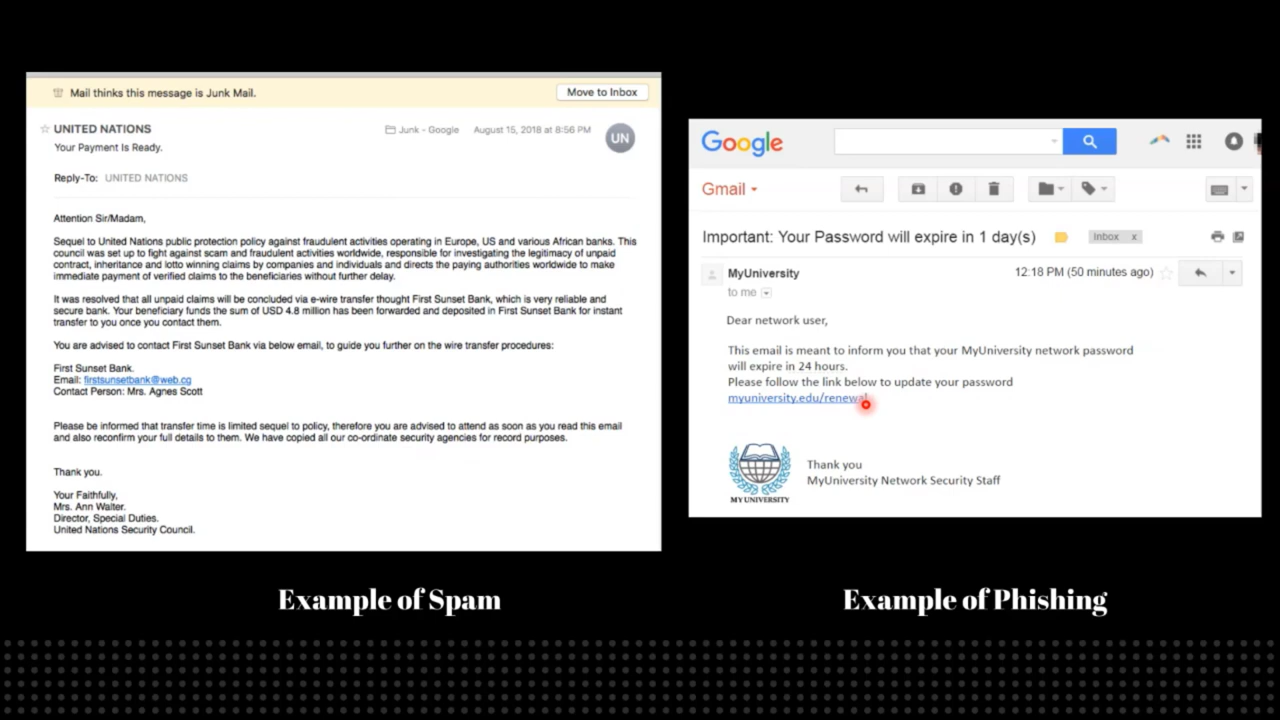 Mail thinks this message is Junk Mail.
Move to Inbox
UNITED NATIONS
Junk - Google
August 15, 2018 at 8:56 PM
UN
Your Payment Is Ready.
Reply-To: UNITED NATIONS
Attention Sir/Madam,
Sequel to United Nations public protection policy against fraudulent activities operating in Europe, US and various African banks. This
council was set up to fight against scam and fraudulent activities worldwide, responsible for investigating the legitimacy of unpaid
contract, inheritance and lotto winning claims by companies and individuals and directs the paying authorities worldwide to make
immediate payment of verified claims to the beneficiaries without further delay.
It was resolved that all unpaid claims will be concluded via e-wire transfer thought First Sunset Bank, which is very reliable and
secure bank. Your beneficiary funds the sum of USD 4.8 million has been forwarded and deposited in First Sunset Bank for instant
transfer to you once you contact them.
You are advised to contact First Sunset Bank via below email, to guide you further on the wire transfer procedures:
First Sunset Bank.
Email: firstsunsetbank@web.cg
Contact Person: Mrs. Agnes Scott
Please be informed that transfer time is limited sequel to policy, therefore you are advised to attend as soon as you read this email
and also reconfirm your full details to them. We have copied all our co-ordinate security agencies for record purposes.
Thank you.
Your Faithfully,
Mrs. Ann Walter.
Director, Special Duties.
United Nations Security Council.
Example of Spam
Google
Gmail
Important: Your Password will expire in 1 day(s)
Inbox x
MyUniversity
12:18 PM (50 minutes ago)
to me
Dear network user,
This email is meant to inform you that your MyUniversity network password
will expire in 24 hours.
Please follow the link below to update your password
myuniversity.edu/renewal
MY UNIVERSITY
Thank you
MyUniversity Network Security Staff
Example of Phishing